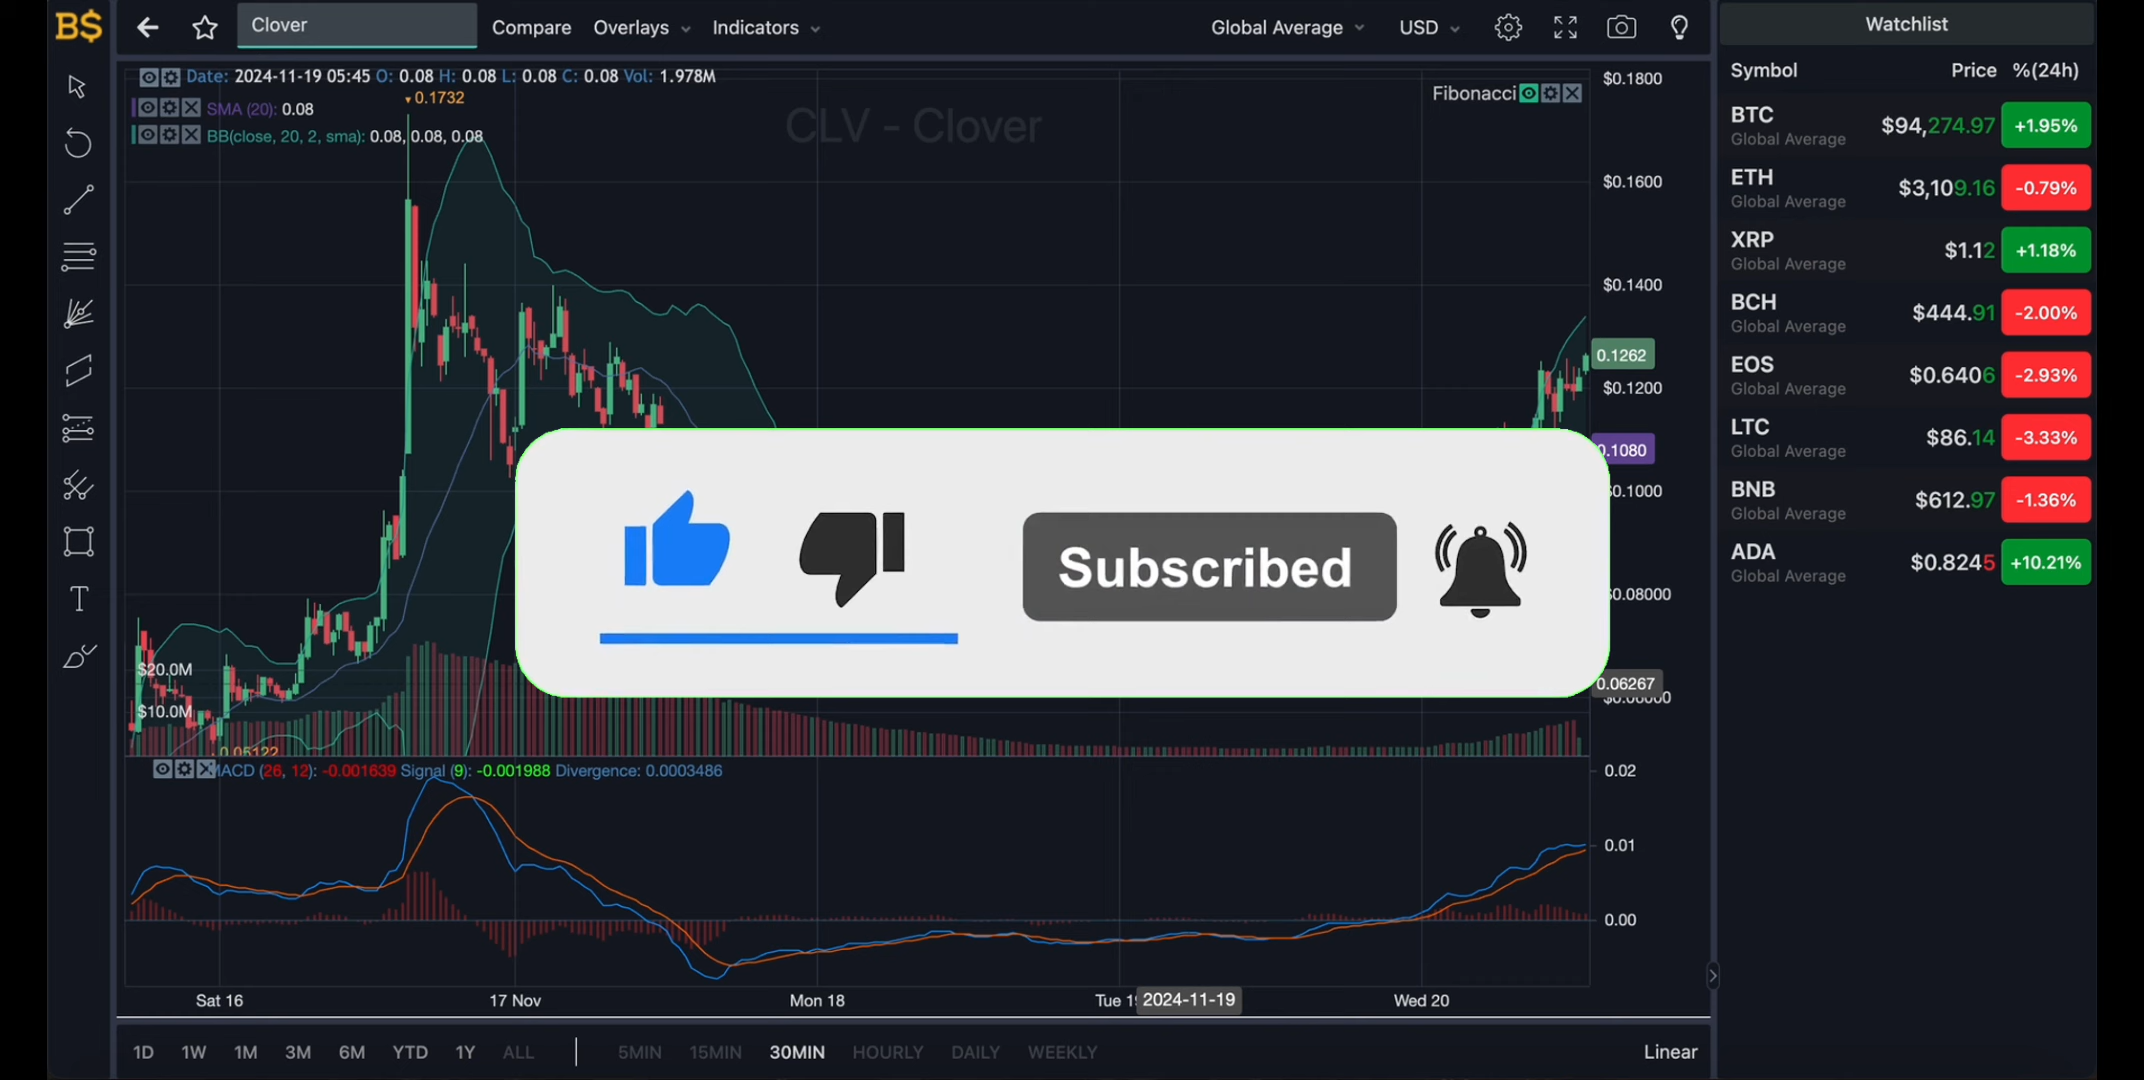 B$
Clover
Compare Overlays Indicators
Global Average USD
Date: 2024-11-19 05:45 O: 0.08 H: 0.08 L: 0.08 C: 0.08 Vol: 1.978M
0.1732
SMA (20): 0.08
BB(close, 20, 2, sma): 0.08, 0.08, 0.08
CLV - Clover
Fibonacci
$0.1800
$0.1600
$0.1400
0.1262
$0.1200
0.1080
$0.1000
$0.08000
0.06267
$20.0M
$10.0M
0.05122
Subscribed
MACD (26, 12): -0.001639 Signal (9): -0.001988 Divergence: 0.0003486
0.02
0.01
0.00
Sat 16 17 Nov Mon 18 Tue 19 2024-11-19 Wed 20
1D 1W 1M 3M 6M YTD 1Y ALL 5MIN 15MIN 30MIN HOURLY DAILY WEEKLY
Linear
Watchlist
Symbol Price %(24h)
BTC $94,274.97 +1.95%
Global Average
ETH $3,109.16 -0.79%
Global Average
XRP $1.12 +1.18%
Global Average
BCH $444.91 -2.00%
Global Average
EOS $0.6406 -2.93%
Global Average
LTC $86.14 -3.33%
Global Average
BNB $612.97 -1.36%
Global Average
ADA $0.8245 +10.21%
Global Average